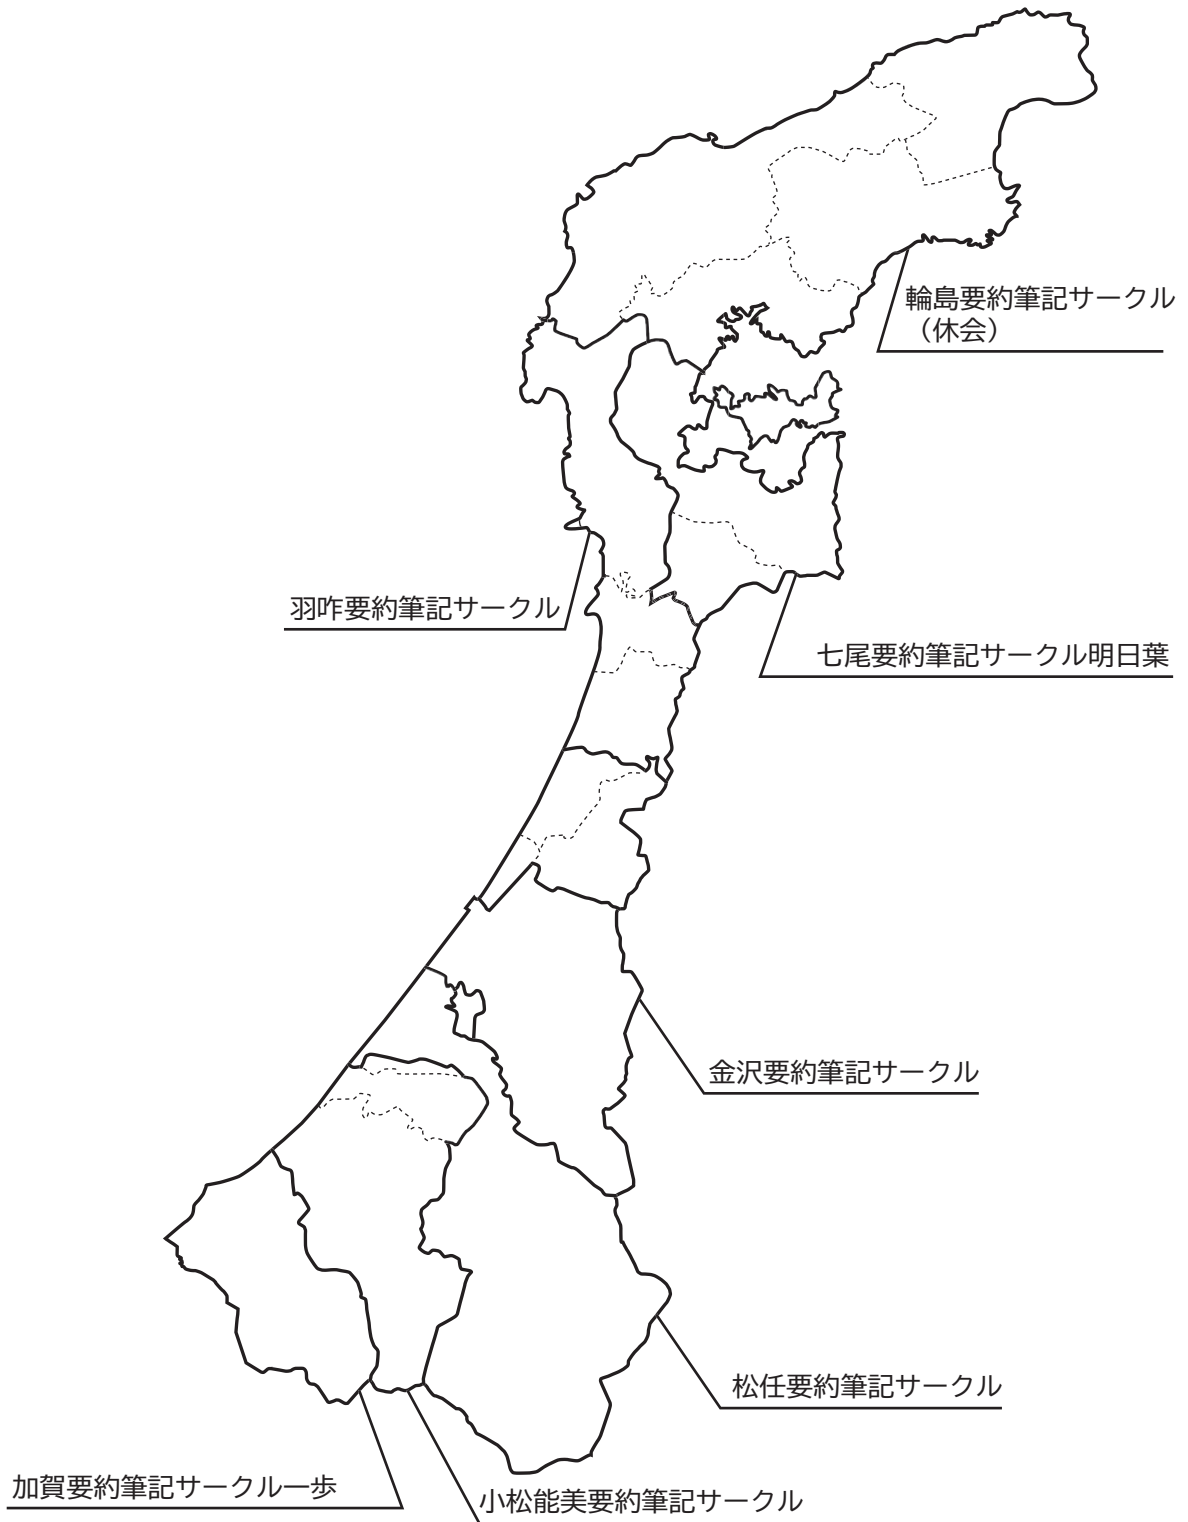 輪島要約筆記サークル
（休会）
羽咋要約筆記サークル
七尾要約筆記サークル明日葉
金沢要約筆記サークル
松任要約筆記サークル
加賀要約筆記サークル一歩
小松能美要約筆記サークル